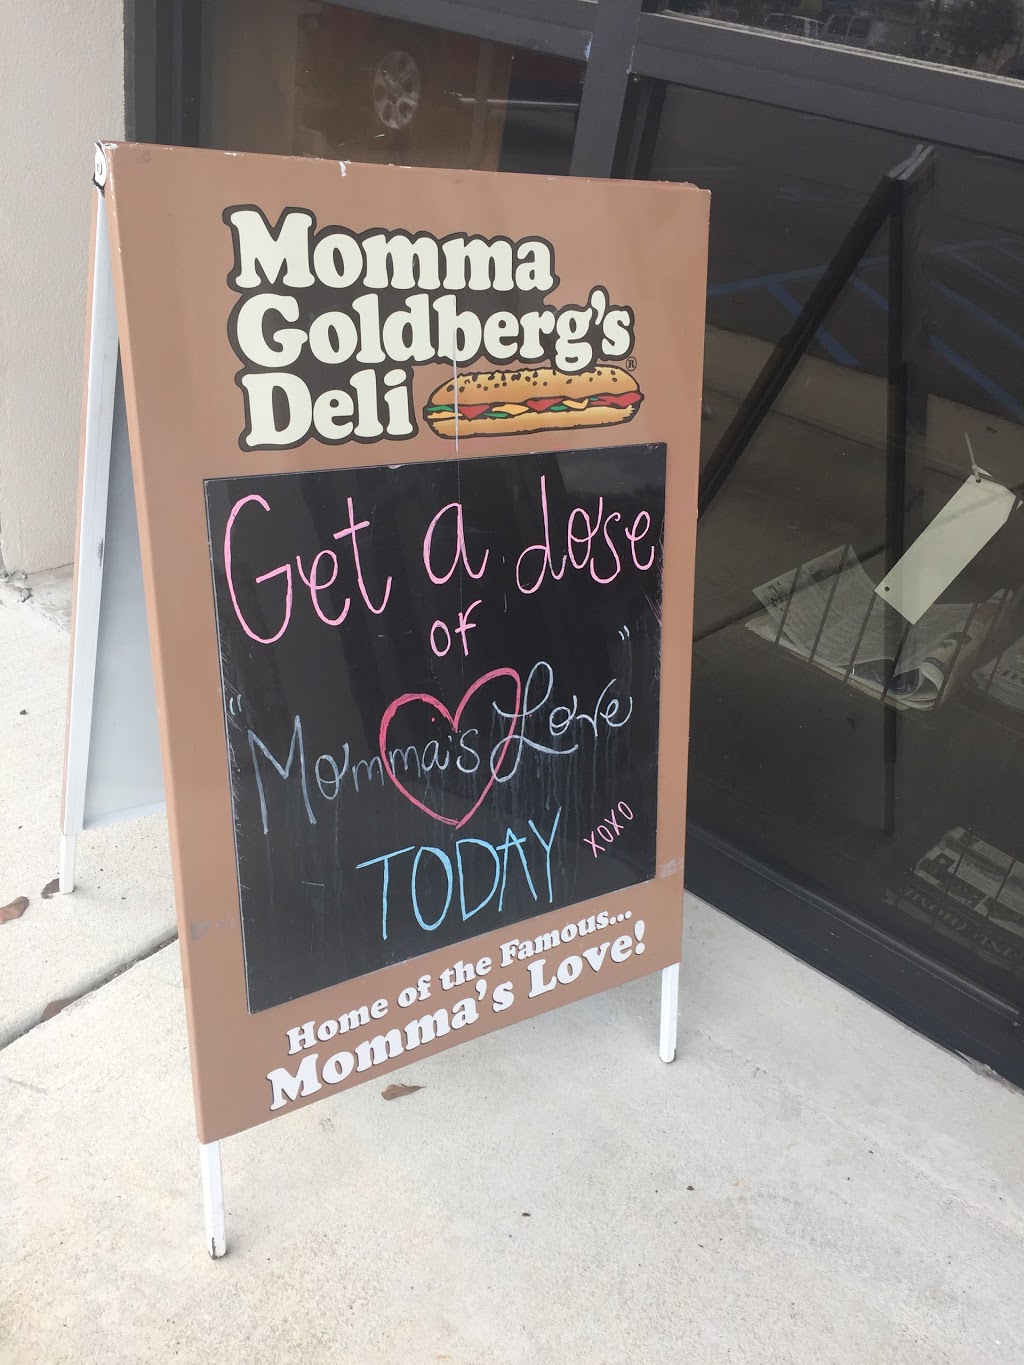 Momma
Goldberg's
Deli ®
Get a dose
of
"Momma's Love"
TODAY
XOXO
Home of the Famous...
Momma's Love!